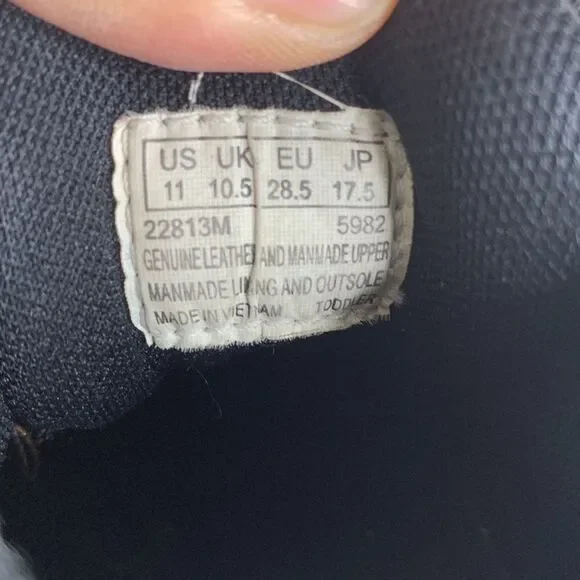 US UK EU JP
11 10.5 28.5 17.5
22813M 5982
GENUINE LEATHER AND MANMADE UPPER
MANMADE LINING AND OUTSOLE
MADE IN VIETNAM TODDLER